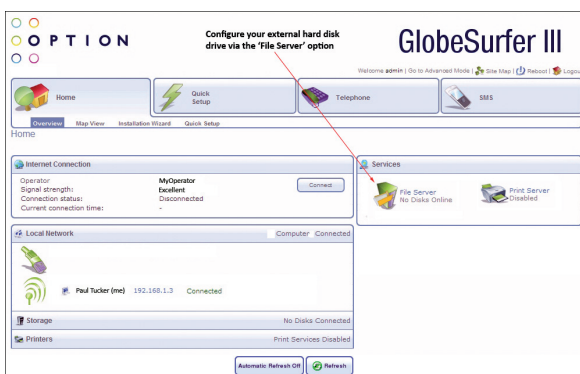 OPTION
Configure your external hard disk
drive via the 'File Server' option
GlobeSurfer III
Welcome admin | Go to Advanced Mode | Site Map | Reboot | Logou
Home
Quick
Setup
Telephone
SMS
Overview Map View Installation Wizard Quick Setup
Home
Internet Connection
Operator MyOperator
Signal strength: Excellent
Connection status: Disconnected
Current connection time: -
Connect
Services
File Server
No Disks Online
Print Server
Disabled
Local Network Computer Connected
Paul Tucker (me) 192.168.1.3 Connected
Storage No Disks Connected
Printers Print Services Disabled
Automatic Refresh Off Refresh